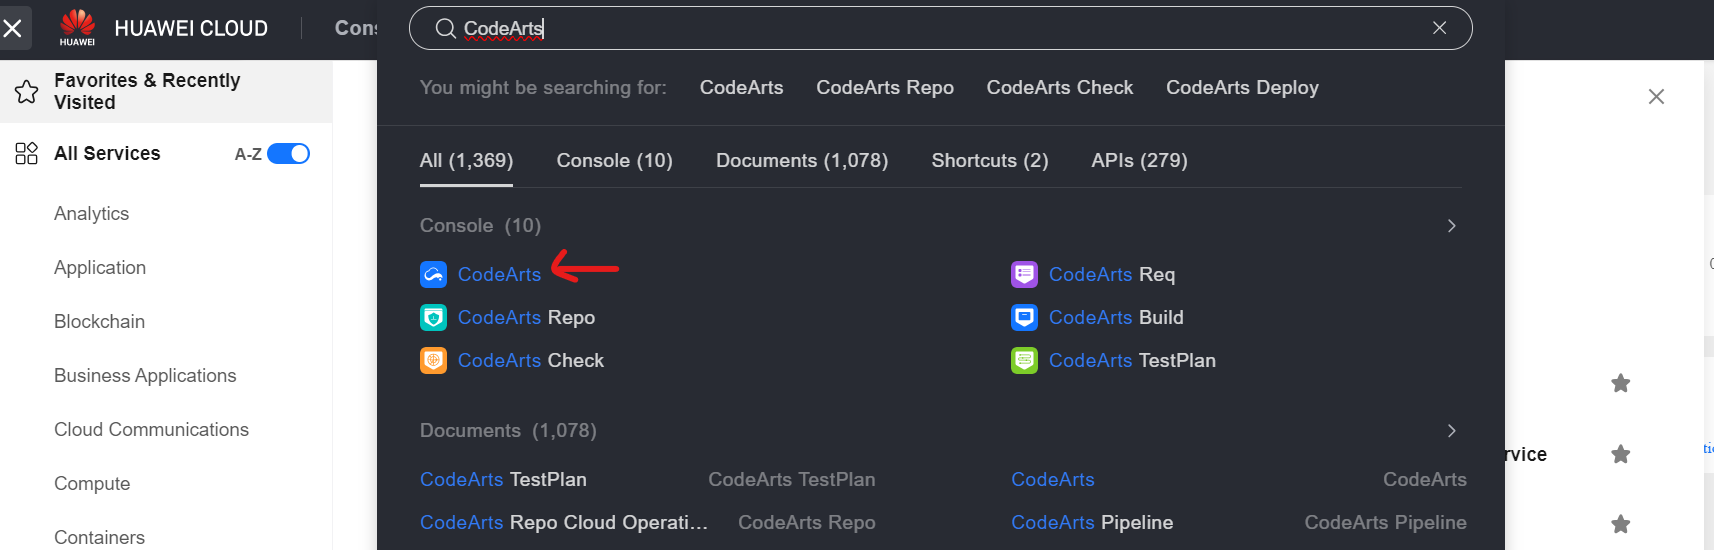 HUAWEI
HUAWEI CLOUD
Cons
CodeArts
Favorites & Recently
Visited
All Services
A-Z
Analytics
Application
Blockchain
Business Applications
Cloud Communications
Compute
Containers
You might be searching for: CodeArts CodeArts Repo CodeArts Check CodeArts Deploy
All (1,369) Console (10) Documents (1,078) Shortcuts (2) APIs (279)
Console (10)
CodeArts CodeArts Req
CodeArts Repo CodeArts Build
CodeArts Check CodeArts TestPlan
Documents (1,078)
CodeArts TestPlan CodeArts TestPlan CodeArts CodeArts
CodeArts Repo Cloud Operati... CodeArts Repo CodeArts Pipeline CodeArts Pipeline
rvice